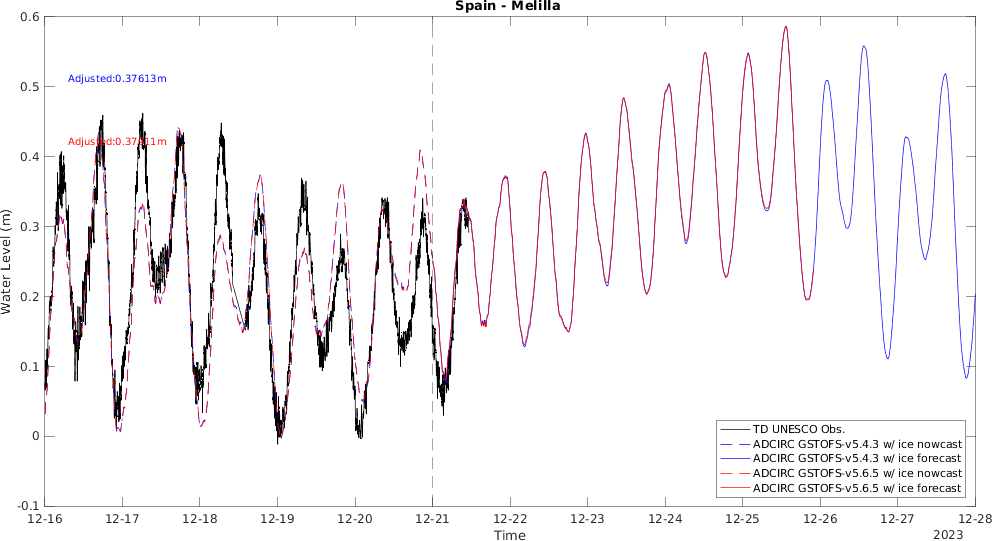 Spain - Melilla
0.6
0.5
0.4
0.3
0.2
0.1
0
-0.1
Water Level (m)
Adjusted:0.37613m
TD UNESCO Obs.
ADCIRC GSTOFS-v5.4.3 w/ ice nowcast
ADCIRC GSTOFS-v5.4.3 w/ ice forecast
ADCIRC GSTOFS-v5.6.5 w/ ice nowcast
ADCIRC GSTOFS-v5.6.5 w/ ice forecast
12-16 12-17 12-18 12-19 12-20 12-21 12-22 12-23 12-24 12-25 12-26 12-27 12-28
Time
2023